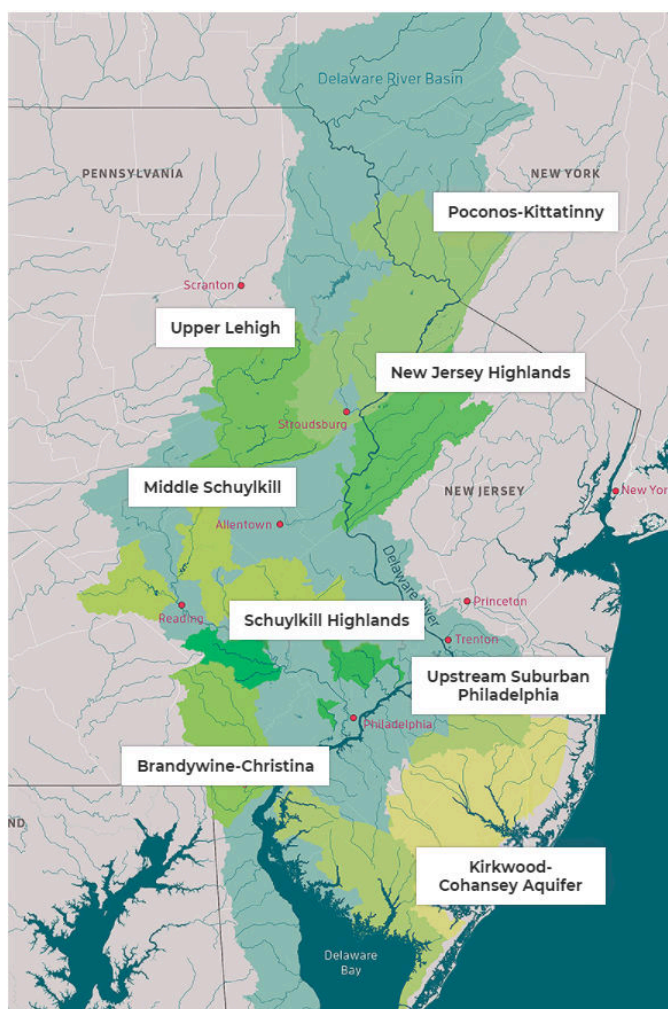 Delaware River Basin
PENNSYLVANIA
NEW YORK
Poconos-Kittatinny
Scranton
Upper Lehigh
New Jersey Highlands
Stroudsburg
Middle Schuylkill
NEW JERSEY
New York
Allentown
Delaware River
Princeton
Reading
Schuylkill Highlands
Trenton
Upstream Suburban
Philadelphia
Philadelphia
Brandywine-Christina
ND
Kirkwood-
Cohansey Aquifer
Delaware
Bay